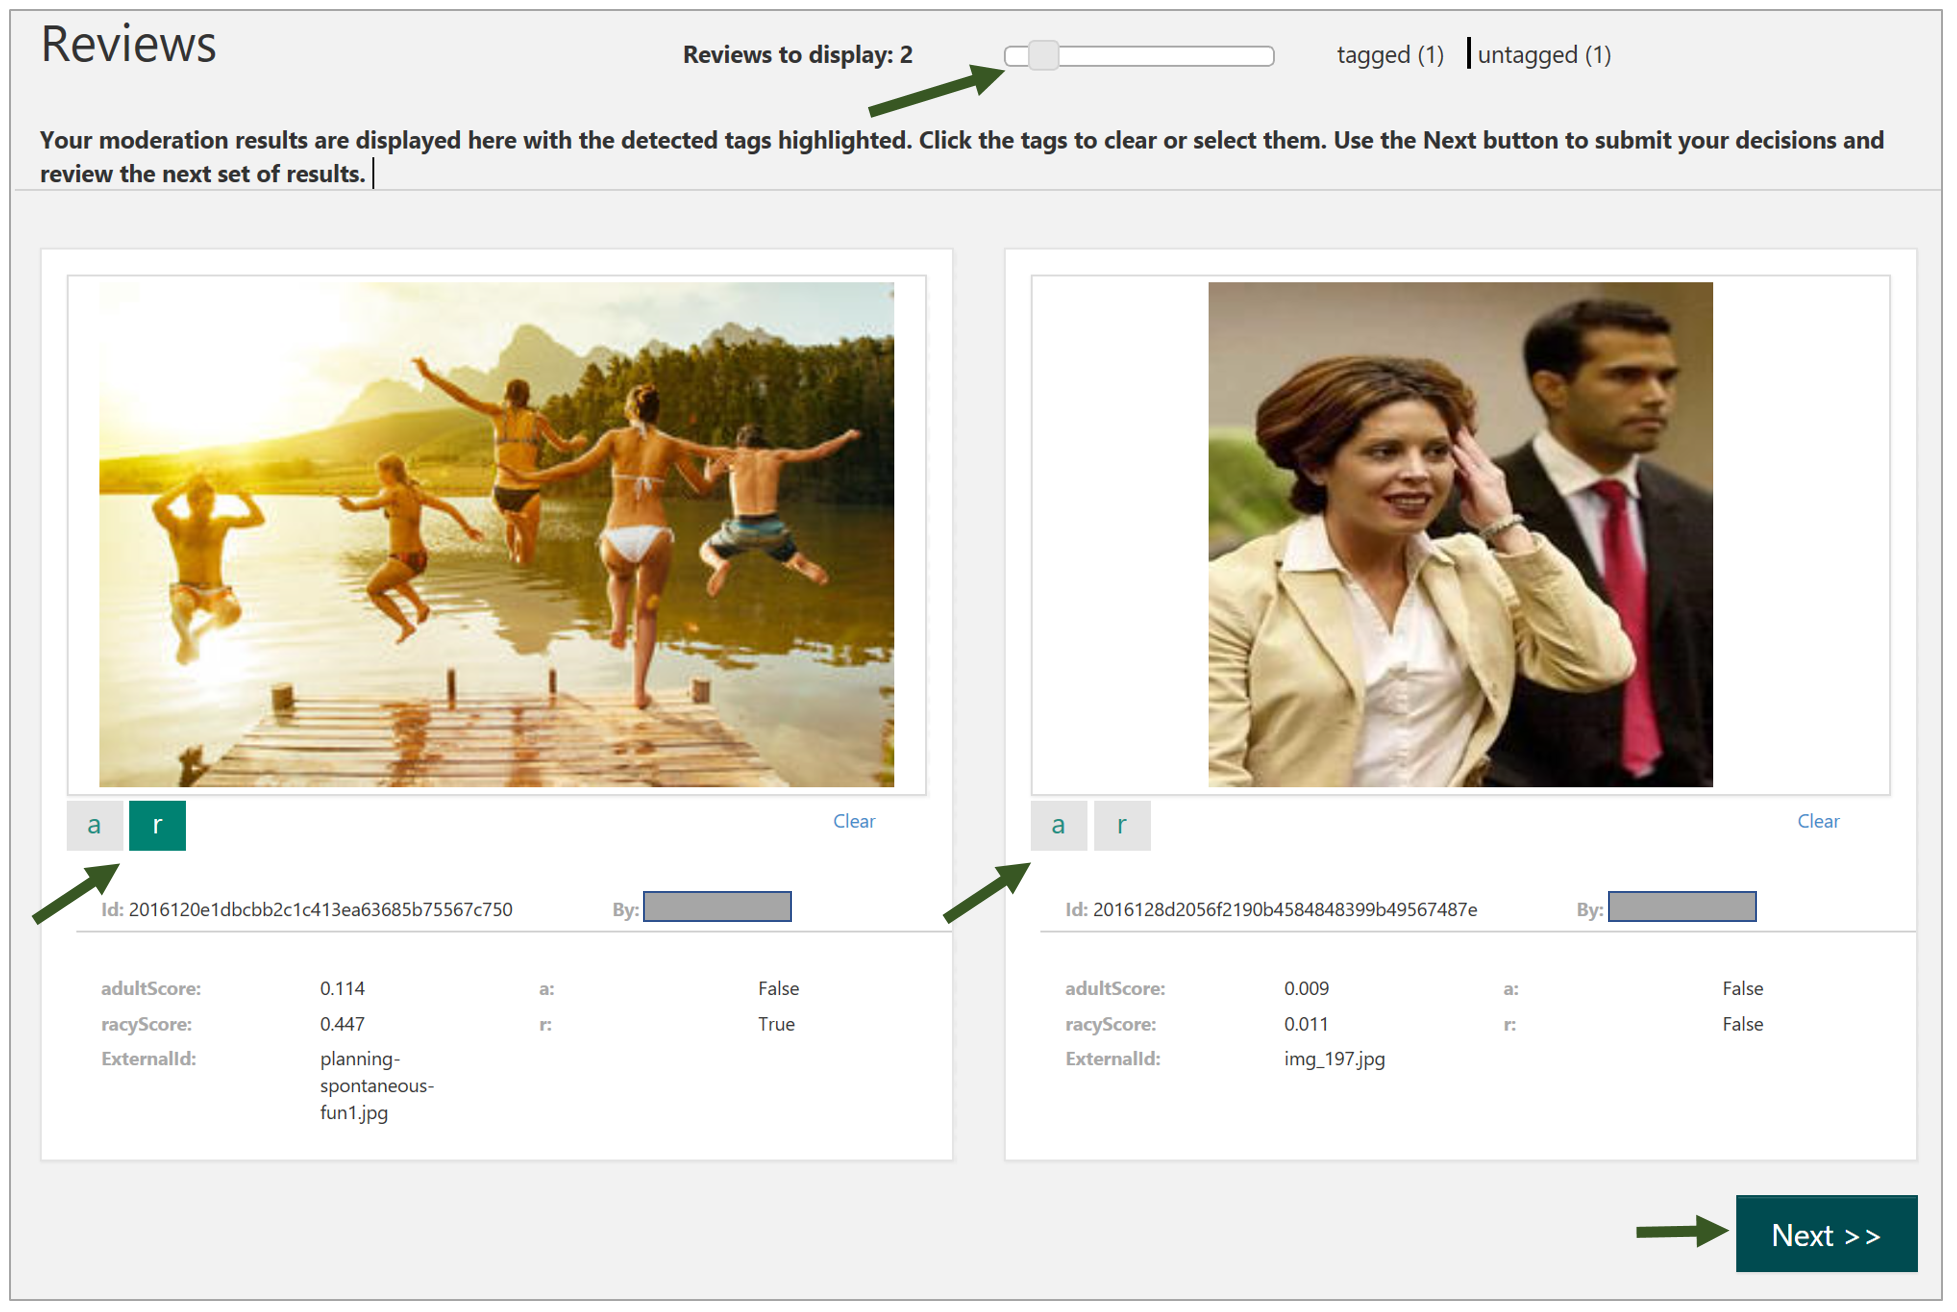 Reviews
Reviews to display: 2
tagged (1)
untagged (1)
Your moderation results are displayed here with the detected tags highlighted. Click the tags to clear or select them. Use the Next button to submit your decisions and
review the next set of results.
a
r
Clear
Id: 2016120e1dbcbb2c1c413ea63685b75567c750
By:
adultScore: 0.114 a: False
racyScore: 0.447 r: True
ExternalId: planning-
spontaneous-
fun1.jpg
a
r
Clear
Id: 2016128d2056f2190b4584848399b49567487e
By:
adultScore: 0.009 a: False
racyScore: 0.011 r: False
ExternalId: img_197.jpg
Next >>